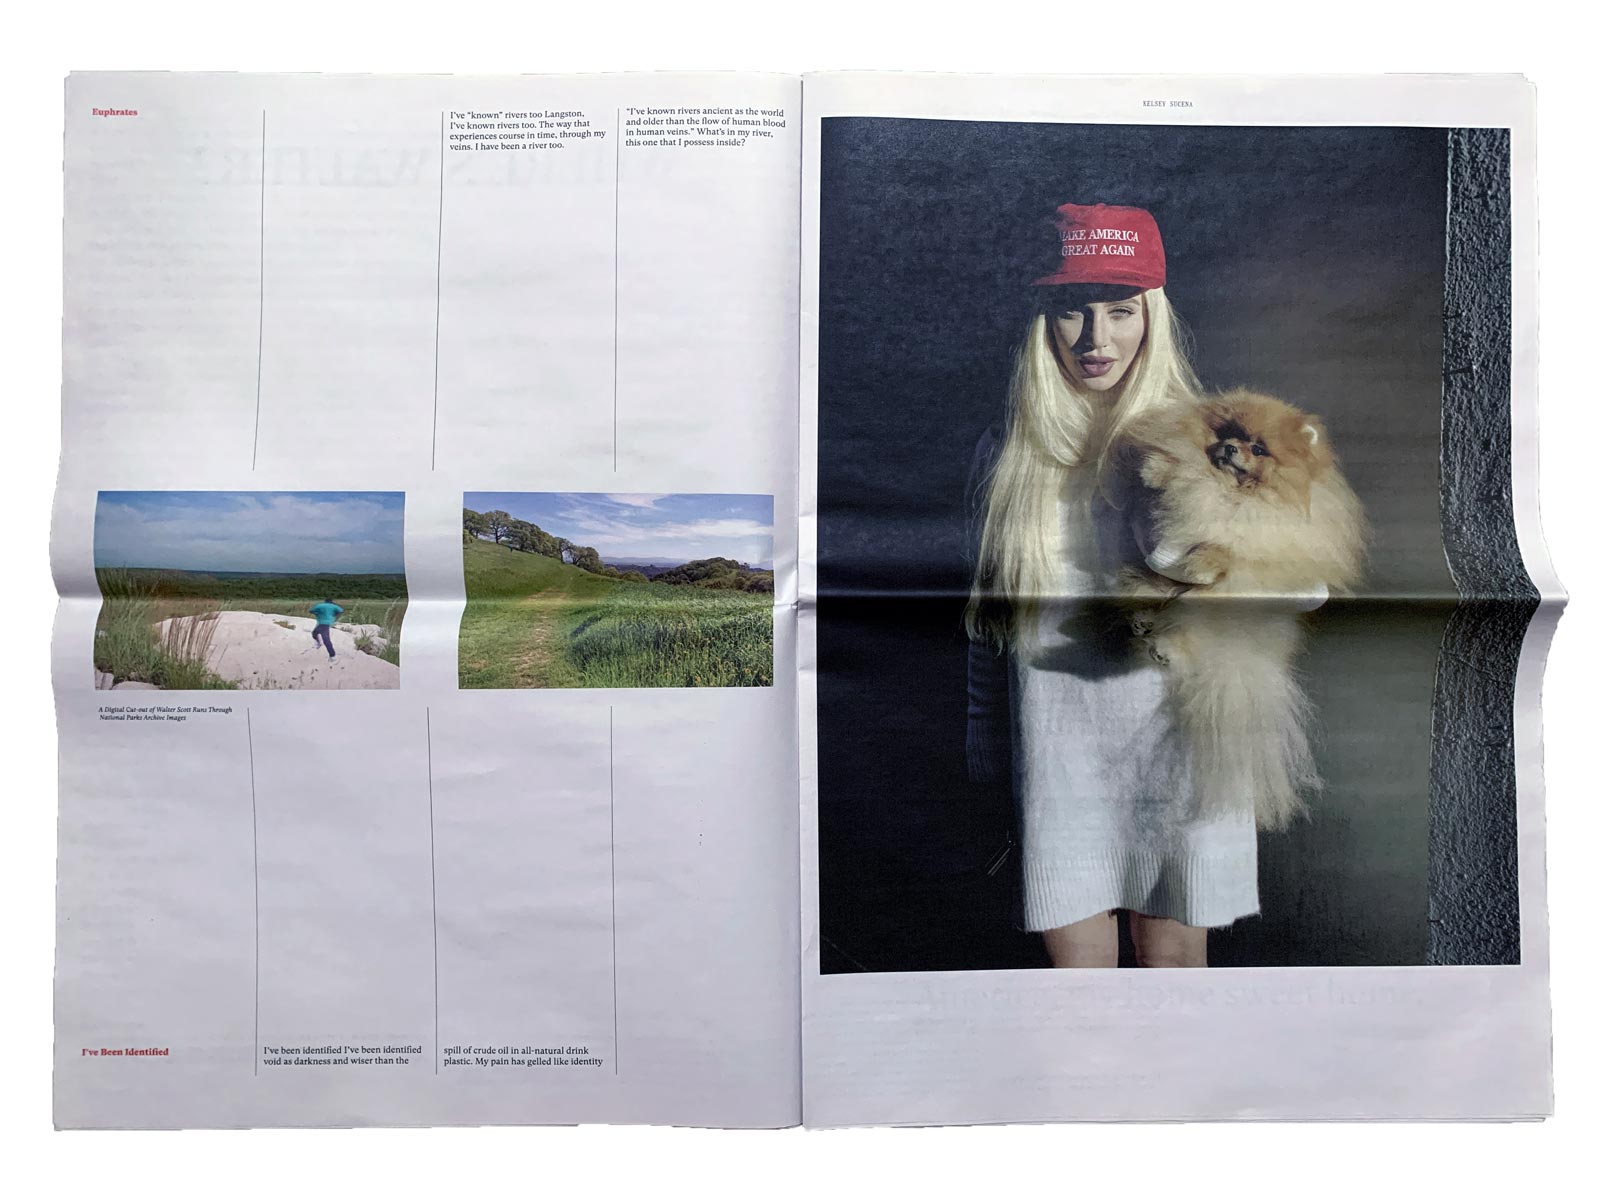 Euphrates
I've "known" rivers too Langston,
I've known rivers too. The way that
experiences course in time, through my
veins. I have been a river too.
"I've known rivers ancient as the world
and older than the flow of human blood
in human veins." What's in my river,
this one that I possess inside?
A Digital Cut-out of Walter Scott Runs Through
National Parks Archive Images
I've Been Identified
I've been identified I've been identified
void as darkness and wiser than the
spill of crude oil in all-natural drink
plastic. My pain has gelled like identity
KELSEY SUCENA
MAKE AMERICA
GREAT AGAIN
home sweet home.